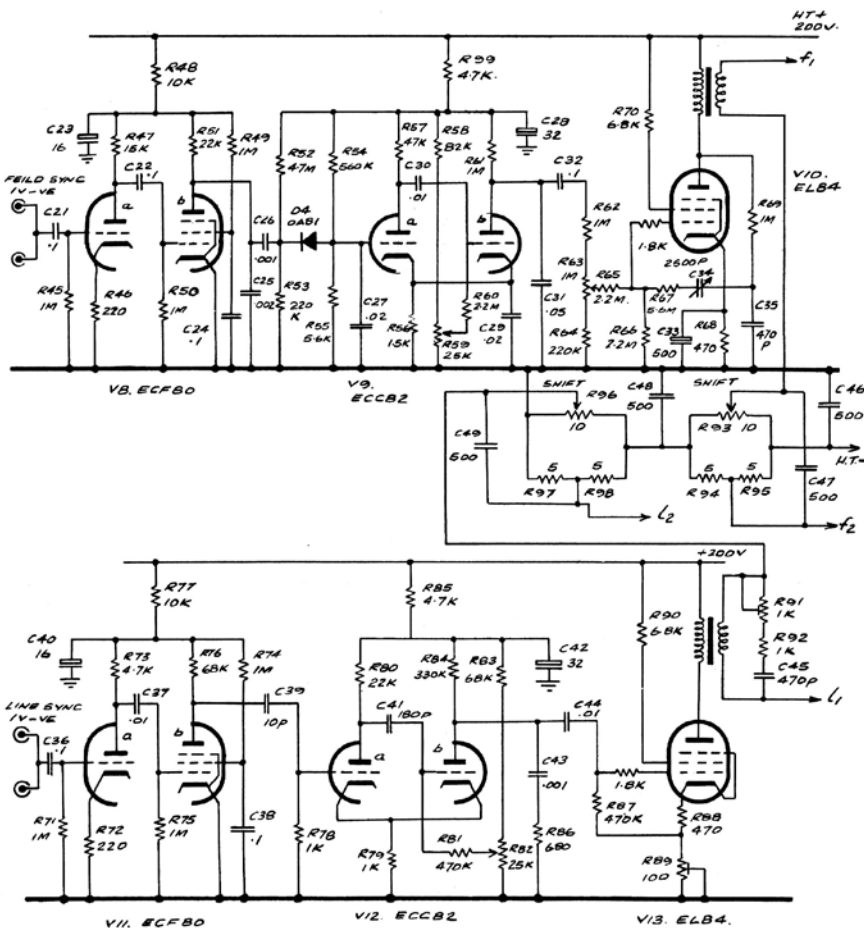 HT+
200V.
R48
10K
R99
4.7K.
f1
C23
16
R47
15K
C22
.1
R51
22K
R49
1M
R52
4.7M
R54
560K
R57
47K
R58
82K
C28
32
C30
.01
R61
1M
C32
.1
R70
6.8K
V10.
EL84
FEILD SYNC
1V-VE
a
b
C21
.1
C26
.001
D4
OA81
a
b
R62
1M
R69
1M
1.8K
2500P
C34
R63
1M
R65
2.2M.
R67
5.6M
R45
1M
R46
220
R50
1M
C24
.1
C25
.002
R53
220
K
R55
5.6K
C27
.02
R56
1.5K
R60
2.2M
R59
25K
C29
.02
C31
.05
R64
220K
R66
2.2M
C33
500
R68
470
C35
470
P
V8. ECF80
V9.
ECC82
SHIFT
R96
10
C48
500
SHIFT
R93
10
C46
500
C49
500
H.T-
5
5
R97
R98
5
5
R94
R95
C47
500
l2
f2
+200V
R77
10K
R85
4.7K
R90
6.8K
R91
1K
R92
1K
C45
470P
l1
C40
16
R73
4.7K
R76
68K
R74
1M
C42
32
R80
22K
R84
330K
R83
68K
C37
.01
C39
10P
C41
180P
C44
.01
LINE SYNC
1V-VE
a
b
a
b
C36
.1
C43
.001
1.8K
R87
470K
R88
470
R71
1M
R72
220
R75
1M
C38
.1
R78
1K
R79
1K
R81
470K
R82
25K
R86
680
R89
100
V11. ECF80
V12. ECC82
V13. EL84.